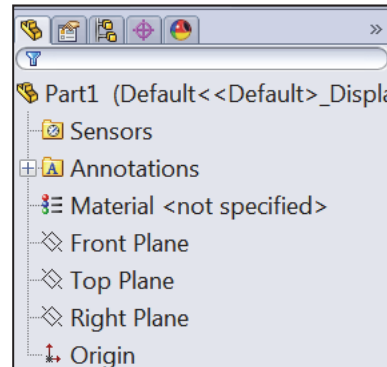 »
Part1 (Default<<Default>_Displa
Sensors
A Annotations
Material <not specified>
Front Plane
Top Plane
Right Plane
Origin